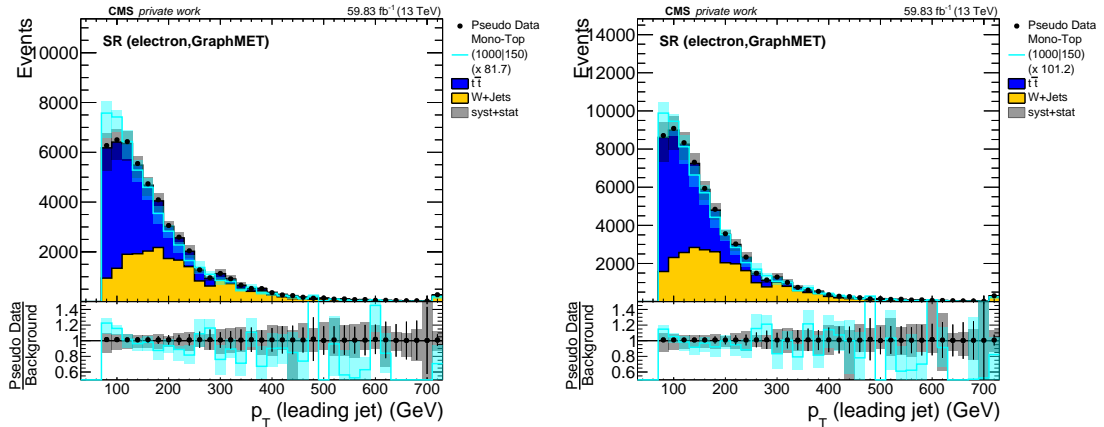 CMS private work 59.83 fb⁻¹ (13 TeV)
SR (electron,GraphMET)
Events
12000
10000
8000
6000
4000
2000
Pseudo Data
Mono-Top
(1000|150)
(x 81.7)
tt̅
W+Jets
syst+stat
Pseudo Data
Background
1.4
1.2
1
0.8
0.6
100 200 300 400 500 600 700
p_T (leading jet) (GeV)
CMS private work 59.83 fb⁻¹ (13 TeV)
SR (electron,GraphMET)
Events
14000
12000
10000
8000
6000
4000
2000
Pseudo Data
Mono-Top
(1000|150)
(x 101.2)
tt̅
W+Jets
syst+stat
Pseudo Data
Background
1.4
1.2
1
0.8
0.6
100 200 300 400 500 600 700
p_T (leading jet) (GeV)